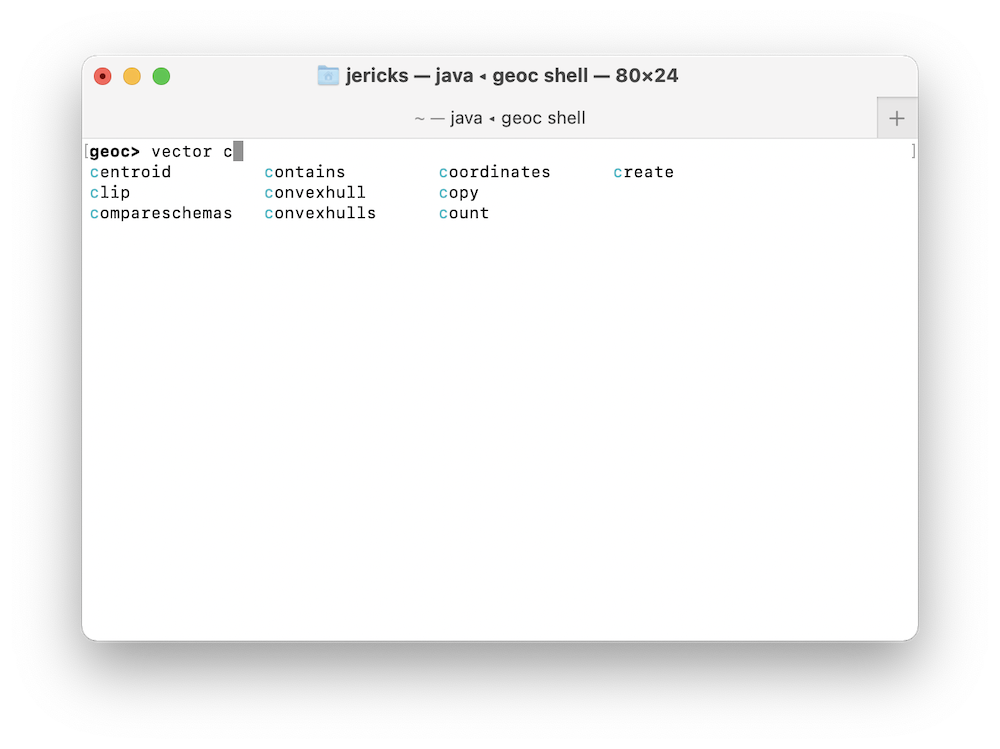 jericks — java ◂ geoc shell — 80×24
~ — java ◂ geoc shell
+
[geoc> vector c ]
centroid contains coordinates create
clip convexhull copy
compareschemas convexhulls count